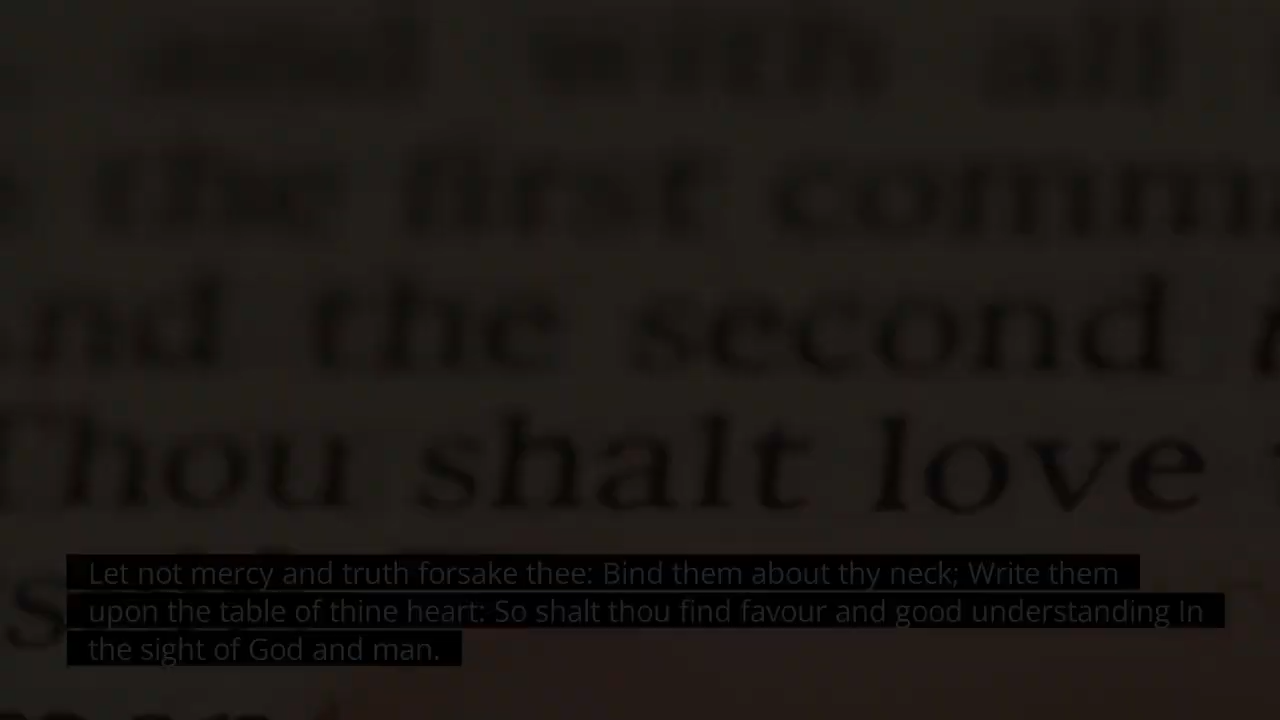 and with all
the first comm
nd the second
Thou shalt love
Let not mercy and truth forsake thee: Bind them about thy neck; Write them
upon the table of thine heart: So shalt thou find favour and good understanding In
the sight of God and man.